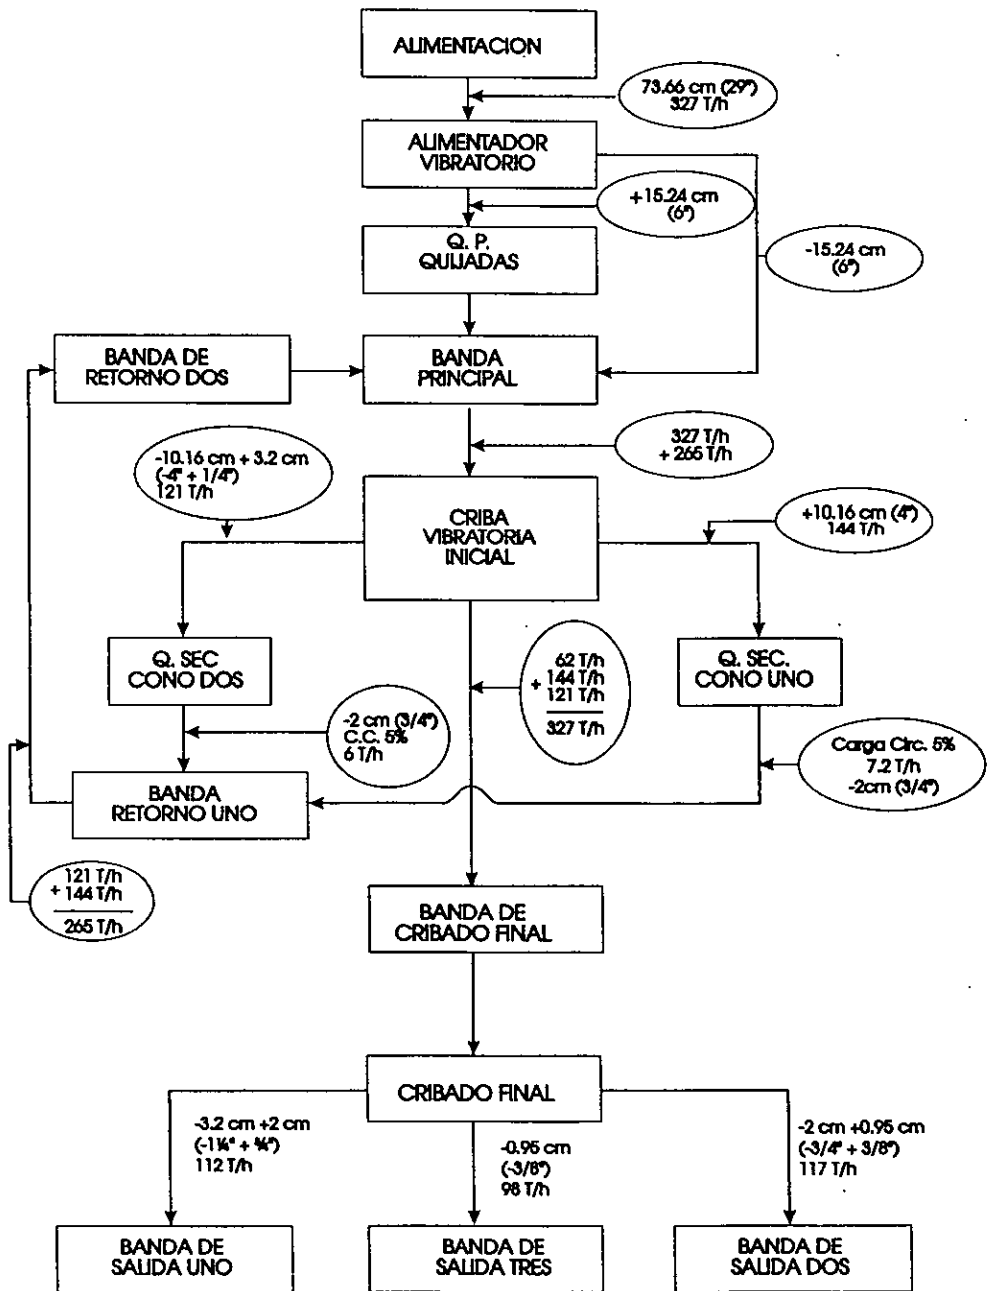 ALIMENTACION
73.66 cm (29")
327 T/h
ALIMENTADOR
VIBRATORIO
+15.24 cm
(6")
Q. P.
QUIJADAS
-15.24 cm
(6")
BANDA DE
RETORNO DOS
BANDA
PRINCIPAL
327 T/h
+ 265 T/h
-10.16 cm + 3.2 cm
(-4" + 1/4")
121 T/h
CRIBA
VIBRATORIA
INICIAL
+10.16 cm (4")
144 T/h
Q. SEC
CONO DOS
62 T/h
+ 144 T/h
121 T/h
327 T/h
Q. SEC.
CONO UNO
-2 cm (3/4")
C.C. 5%
6 T/h
Carga Circ. 5%
7.2 T/h
-2cm (3/4")
BANDA
RETORNO UNO
121 T/h
+ 144 T/h
265 T/h
BANDA DE
CRIBADO FINAL
CRIBADO FINAL
-3.2 cm +2 cm
(-1¼" + ¾")
112 T/h
-0.95 cm
(-3/8")
98 T/h
-2 cm +0.95 cm
(-3/4" + 3/8")
117 T/h
BANDA DE
SALIDA UNO
BANDA DE
SALIDA TRES
BANDA DE
SALIDA DOS